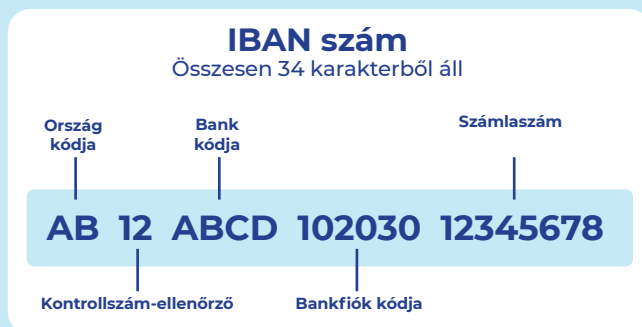 IBAN szám
Összesen 34 karakterből áll
Ország
kódja
Bank
kódja
Számlaszám
AB 12 ABCD 102030 12345678
Kontrollszám-ellenőrző
Bankfiók kódja